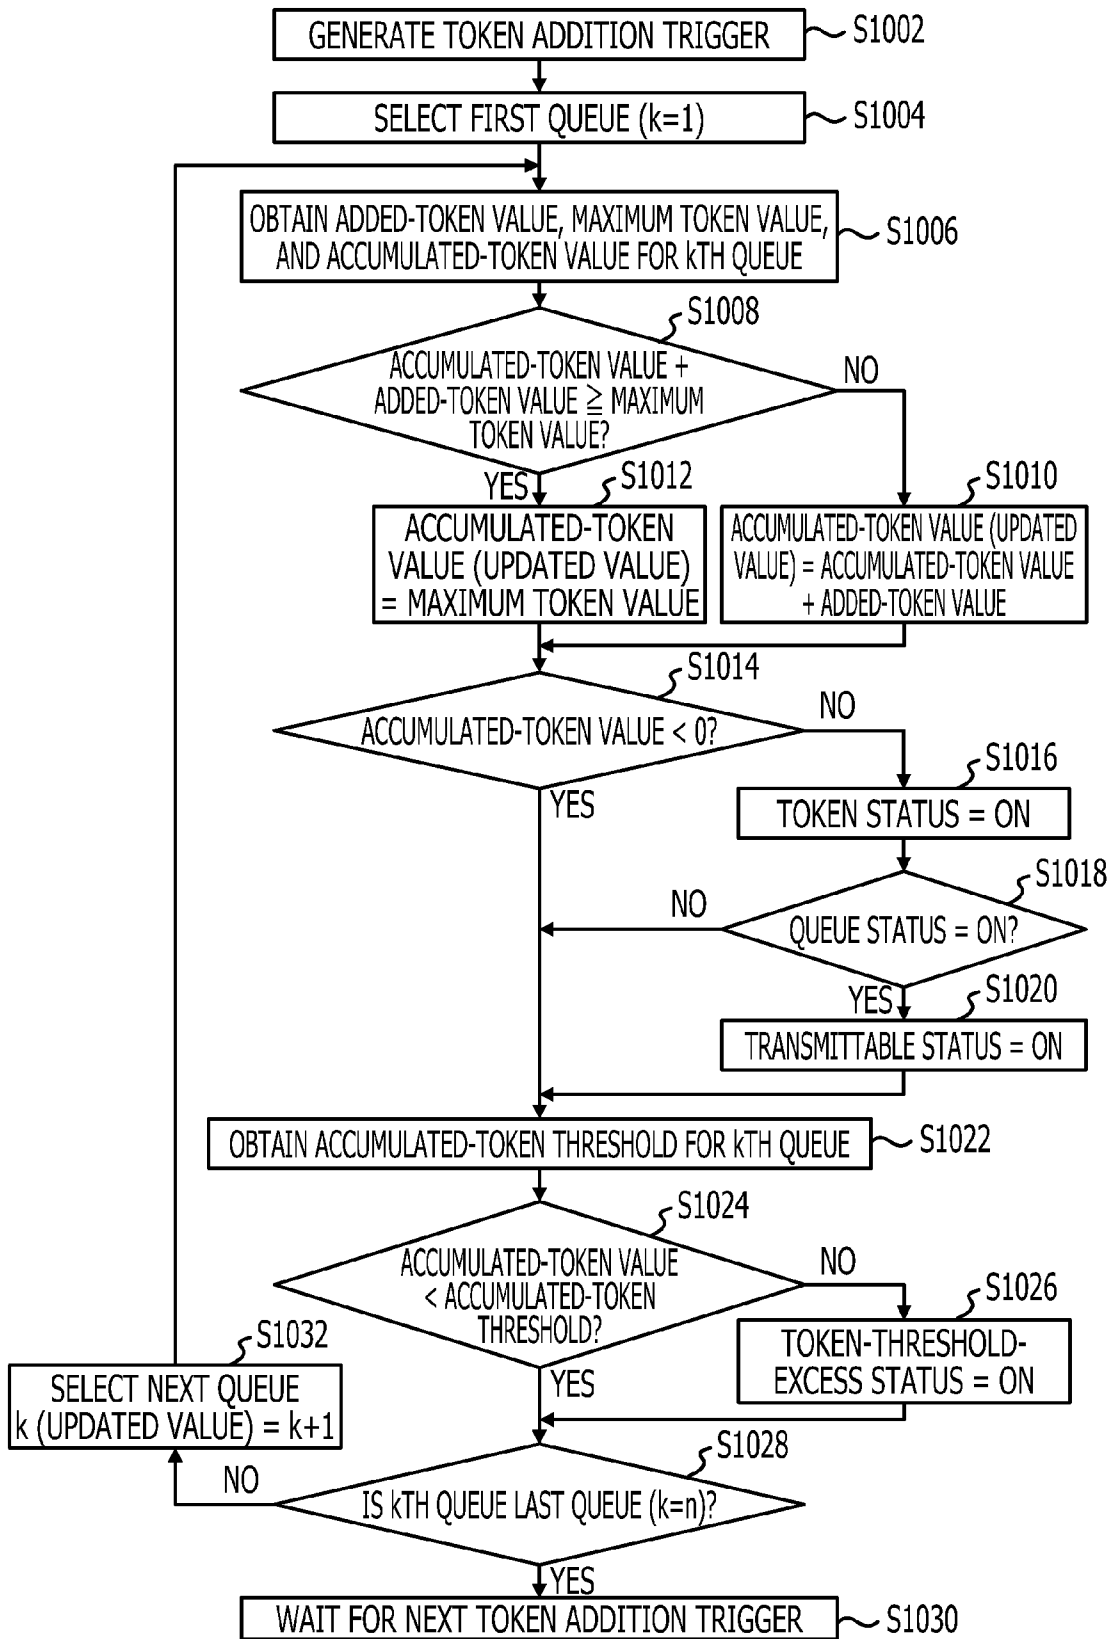 GENERATE TOKEN ADDITION TRIGGER
S1002
SELECT FIRST QUEUE (k=1)
S1004
OBTAIN ADDED-TOKEN VALUE, MAXIMUM TOKEN VALUE,
AND ACCUMULATED-TOKEN VALUE FOR kTH QUEUE
S1006
S1008
ACCUMULATED-TOKEN VALUE +
ADDED-TOKEN VALUE ≧ MAXIMUM
TOKEN VALUE?
NO
YES
S1012
ACCUMULATED-TOKEN
VALUE (UPDATED VALUE)
= MAXIMUM TOKEN VALUE
S1010
ACCUMULATED-TOKEN VALUE (UPDATED
VALUE) = ACCUMULATED-TOKEN VALUE
+ ADDED-TOKEN VALUE
S1014
ACCUMULATED-TOKEN VALUE < 0?
NO
YES
S1016
TOKEN STATUS = ON
S1018
QUEUE STATUS = ON?
NO
YES
S1020
TRANSMITTABLE STATUS = ON
OBTAIN ACCUMULATED-TOKEN THRESHOLD FOR kTH QUEUE
S1022
S1024
ACCUMULATED-TOKEN VALUE
< ACCUMULATED-TOKEN
THRESHOLD?
NO
YES
S1026
TOKEN-THRESHOLD-
EXCESS STATUS = ON
S1032
SELECT NEXT QUEUE
k (UPDATED VALUE) = k+1
S1028
IS kTH QUEUE LAST QUEUE (k=n)?
NO
YES
WAIT FOR NEXT TOKEN ADDITION TRIGGER
S1030